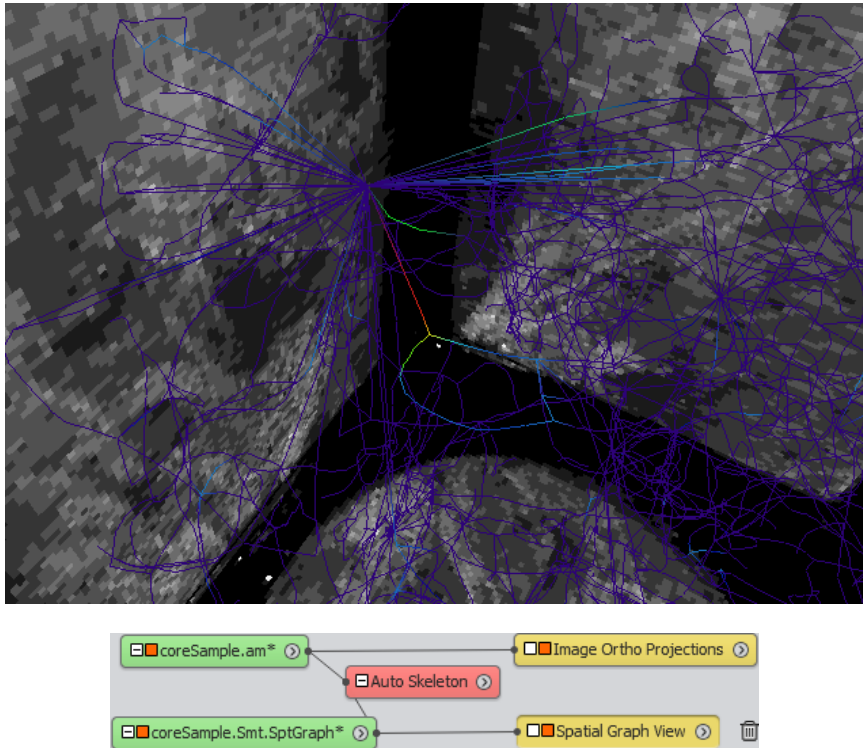 coreSample.am*
Image Ortho Projections
Auto Skeleton
coreSample.Smt.SptGraph*
Spatial Graph View